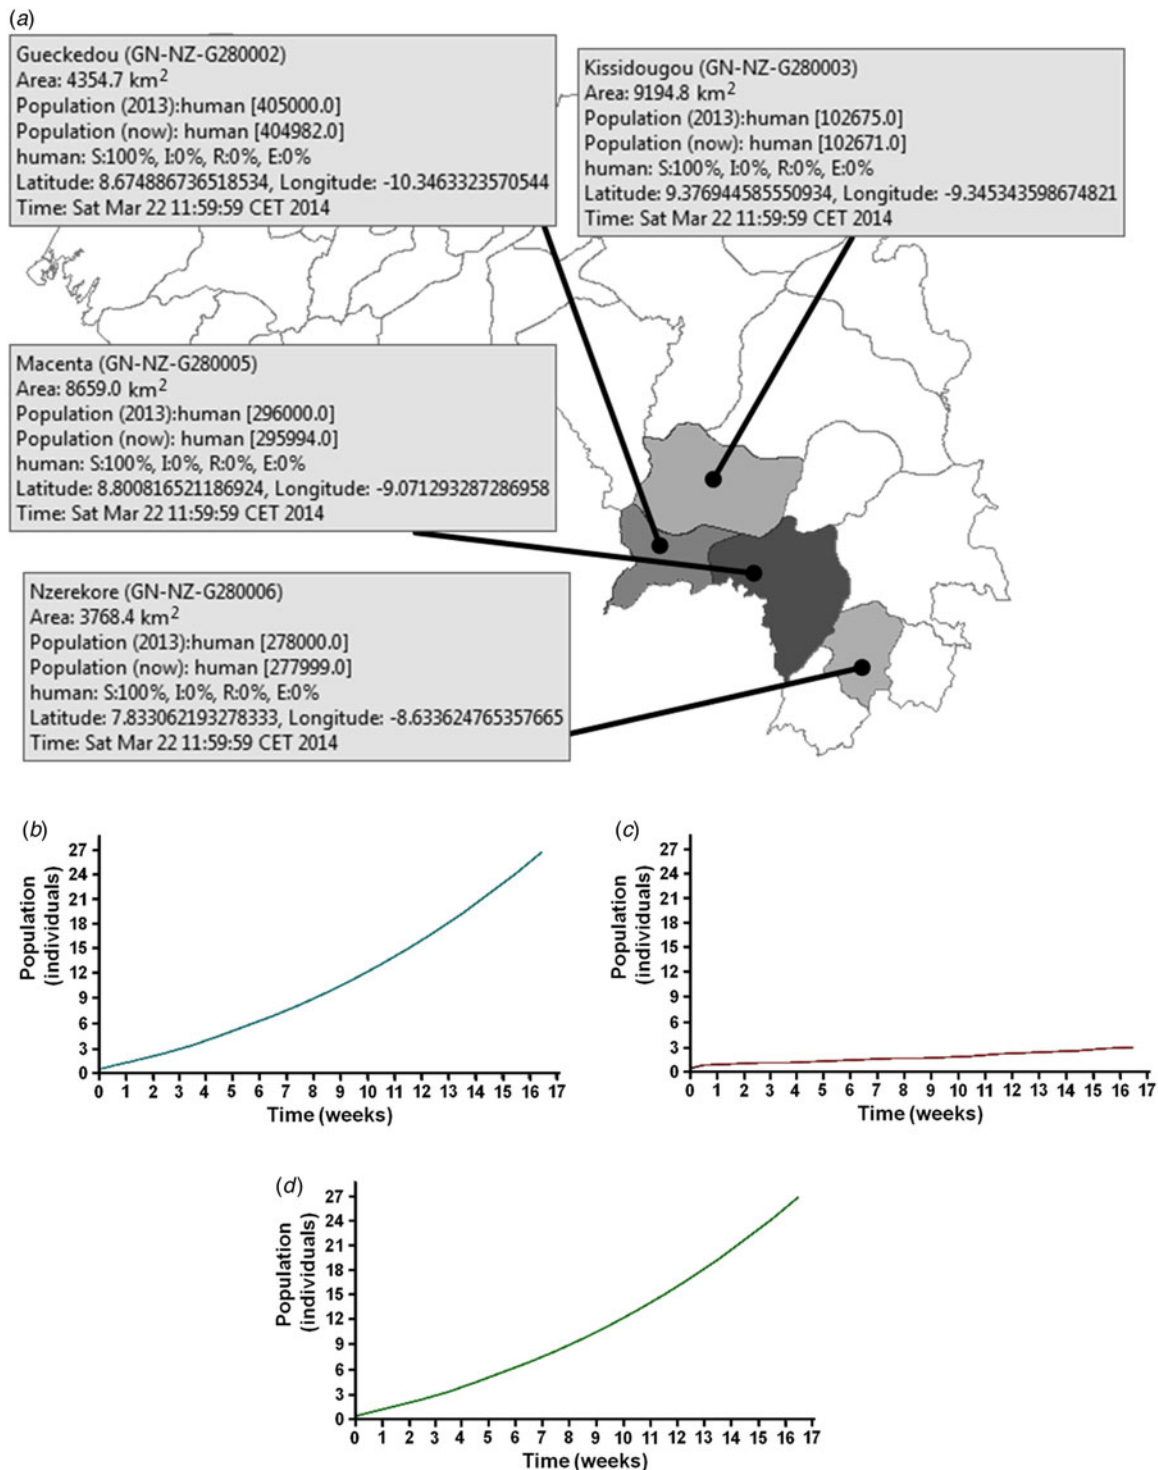 (a)
Gueckedou (GN-NZ-G280002)
Area: 4354.7 km2
Population (2013):human [405000.0]
Population (now): human [404982.0]
human: S:100%, I:0%, R:0%, E:0%
Latitude: 8.674886736518534, Longitude: -10.3463323570544
Time: Sat Mar 22 11:59:59 CET 2014
Kissidougou (GN-NZ-G280003)
Area: 9194.8 km2
Population (2013):human [102675.0]
Population (now): human [102671.0]
human: S:100%, I:0%, R:0%, E:0%
Latitude: 9.376944585550934, Longitude: -9.345343598674821
Time: Sat Mar 22 11:59:59 CET 2014
Macenta (GN-NZ-G280005)
Area: 8659.0 km2
Population (2013):human [296000.0]
Population (now): human [295994.0]
human: S:100%, I:0%, R:0%, E:0%
Latitude: 8.800816521186924, Longitude: -9.071293287286958
Time: Sat Mar 22 11:59:59 CET 2014
Nzerekore (GN-NZ-G280006)
Area: 3768.4 km2
Population (2013):human [278000.0]
Population (now): human [277999.0]
human: S:100%, I:0%, R:0%, E:0%
Latitude: 7.833062193278333, Longitude: -8.633624765357665
Time: Sat Mar 22 11:59:59 CET 2014
(b)
Population
(individuals)
27
24
21
18
15
12
9
6
3
0
0 1 2 3 4 5 6 7 8 9 10 11 12 13 14 15 16 17
Time (weeks)
(c)
Population
(individuals)
27
24
21
18
15
12
9
6
3
0
0 1 2 3 4 5 6 7 8 9 10 11 12 13 14 15 16 17
Time (weeks)
(d)
Population
(individuals)
27
24
21
18
15
12
9
6
3
0
0 1 2 3 4 5 6 7 8 9 10 11 12 13 14 15 16 17
Time (weeks)